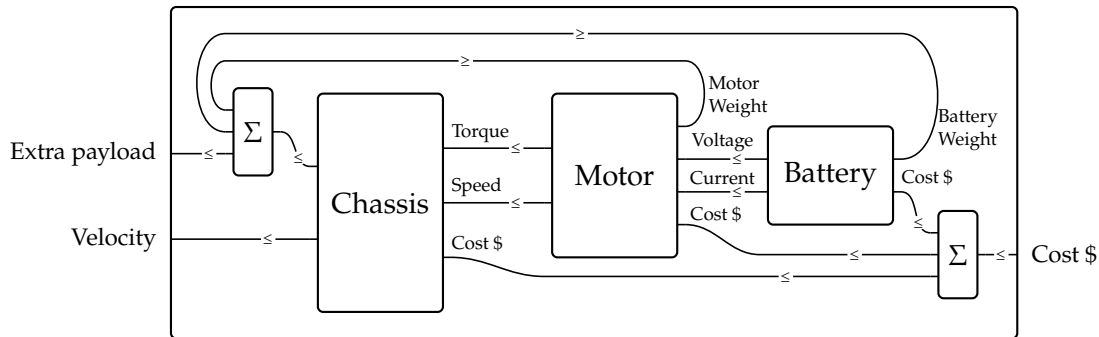 ≥
≥
Motor
Weight
Battery
Weight
Σ
Extra payload
≤
≤
Torque
≤
Voltage
≤
Motor
Battery
Chassis
Speed
≤
Current
≤
Cost $
≤
Cost $
Velocity
≤
Cost $
≤
≤
Σ
≤
Cost $
≤